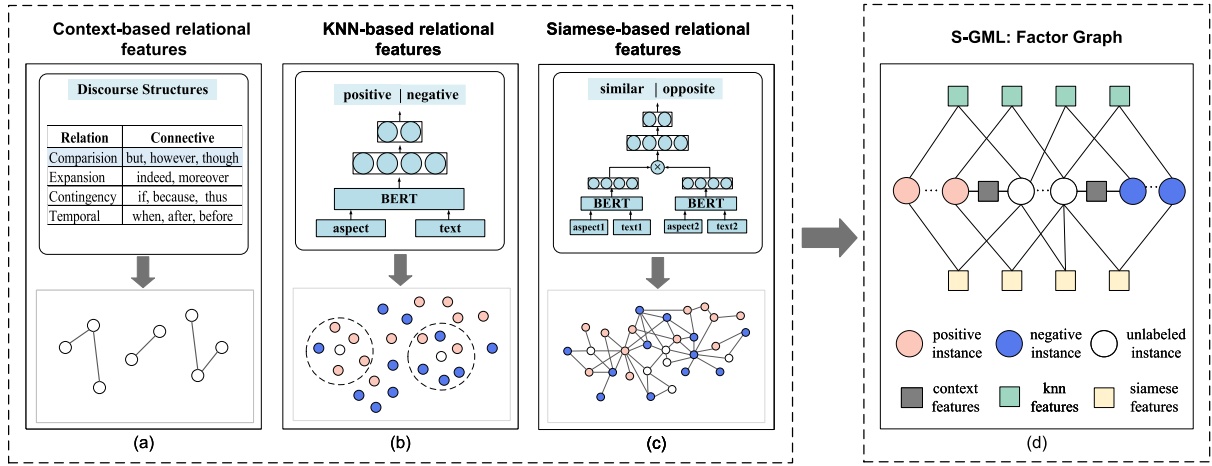 Context-based relational
features
Discourse Structures
Relation Connective
Comparision but, however, though
Expansion indeed, moreover
Contingency if, because, thus
Temporal when, after, before
(a)
KNN-based relational
features
positive | negative
BERT
aspect text
(b)
Siamese-based relational
features
similar | opposite
BERT BERT
aspect1 text1 aspect2 text2
(c)
S-GML: Factor Graph
positive
instance
negative
instance
unlabeled
instance
context
features
knn
features
siamese
features
(d)